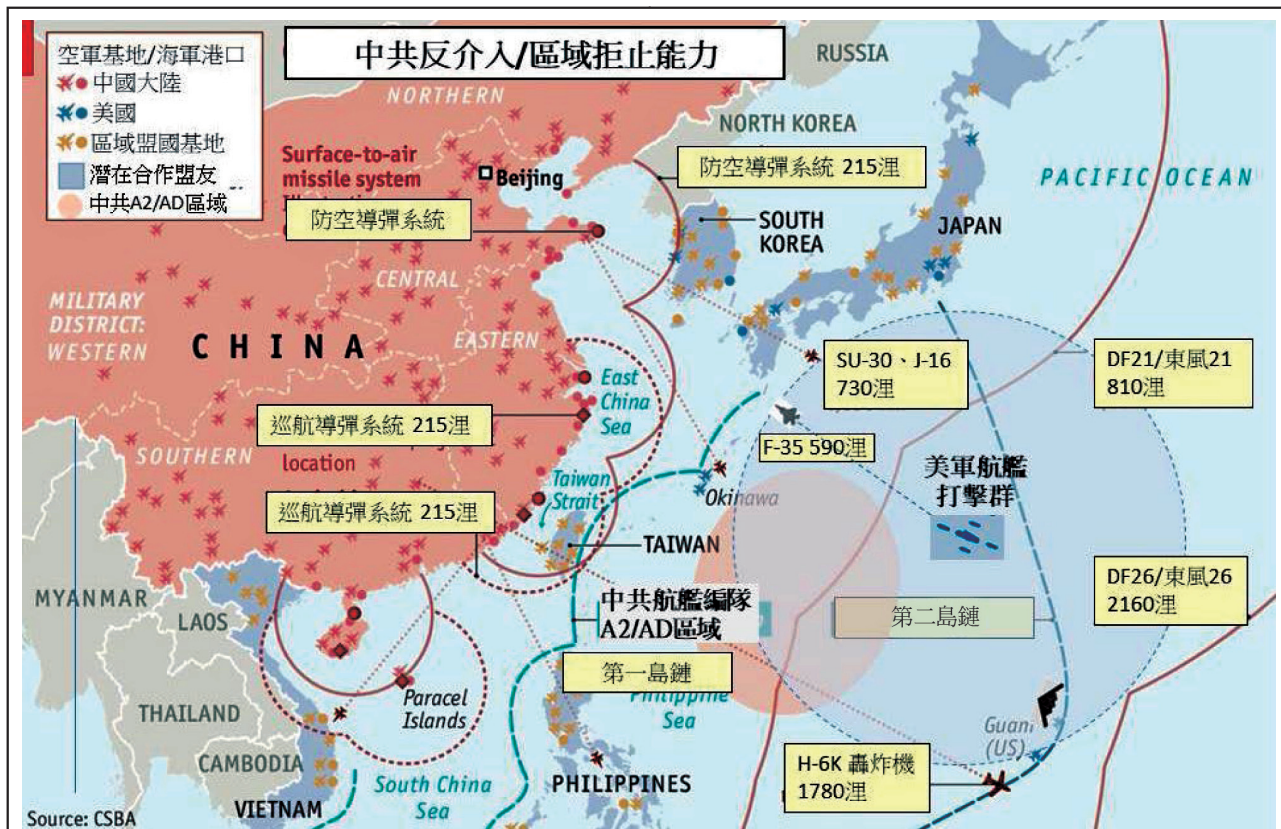 中共反介入/區域拒止能力
空軍基地/海軍港口
中國大陸
美國
區域盟國基地
潛在合作盟友
中共A2/AD區域
RUSSIA
NORTHERN
NORTH KOREA
Surface-to-air
missile system
Beijing
防空導彈系統 215浬
PACIFIC OCEAN
防空導彈系統
SOUTH
KOREA
JAPAN
CENTRAL
MILITARY
DISTRICT:
WESTERN
EASTERN
CHINA
SU-30、J-16
730浬
DF21/東風21
810浬
East
China
Sea
巡航導彈系統 215浬
F-35 590浬
SOUTHERN
location
美軍航艦
打擊群
Okinawa
Taiwan
Strait
巡航導彈系統 215浬
TAIWAN
DF26/東風26
2160浬
MYANMAR
LAOS
中共航艦編隊
A2/AD區域
第二島鏈
第一島鏈
Paracel
Islands
Philippine
Sea
THAILAND
Guam
(US)
CAMBODIA
H-6K 轟炸機
1780浬
South China
Sea
PHILIPPINES
VIETNAM
Source: CSBA